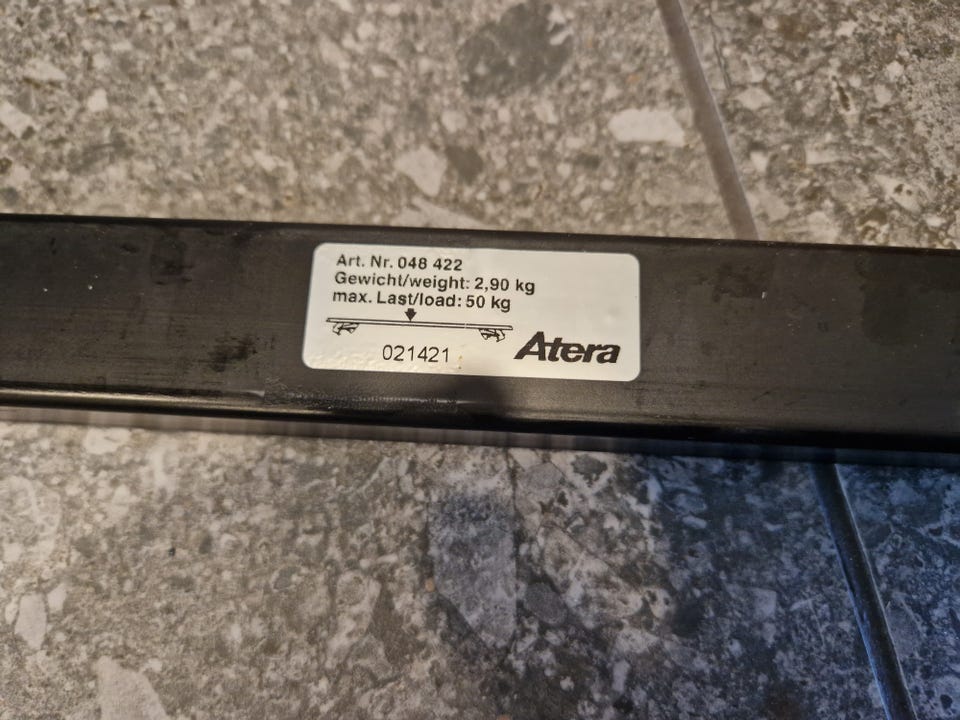 Art. Nr. 048 422
Gewicht/weight: 2,90 kg
max. Last/load: 50 kg
021421
Atera